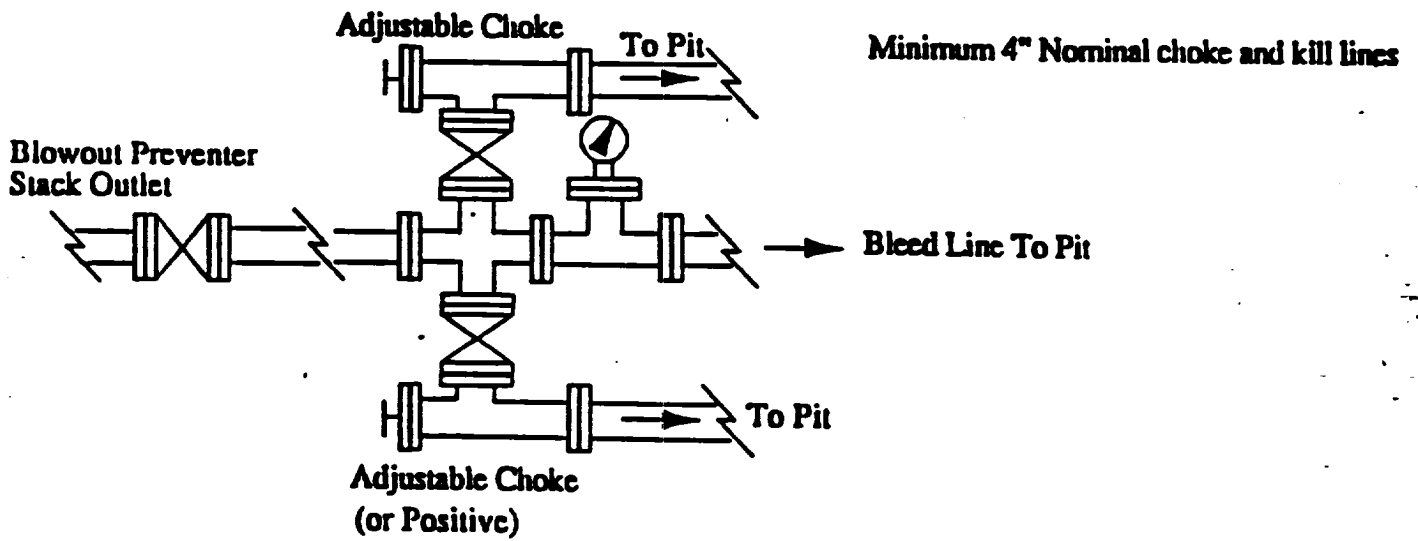 Adjustable Choke
To Pit
Minimum 4" Nominal choke and kill lines
Blowout Preventer
Stack Outlet
Bleed Line To Pit
To Pit
Adjustable Choke
(or Positive)